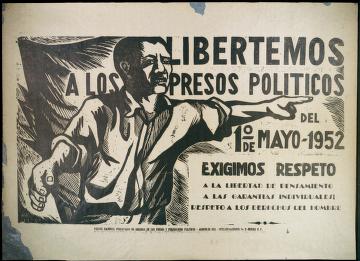 LIBERTEMOS
A LOS PRESOS POLITICOS
DEL
1o DE MAYO-1952
EXIGIMOS RESPETO
A LA LIBERTAD DE PENSAMIENTO
A LAS GARANTIAS INDIVIDUALES,
RESPETO A LOS DERECHOS DEL HOMBRE